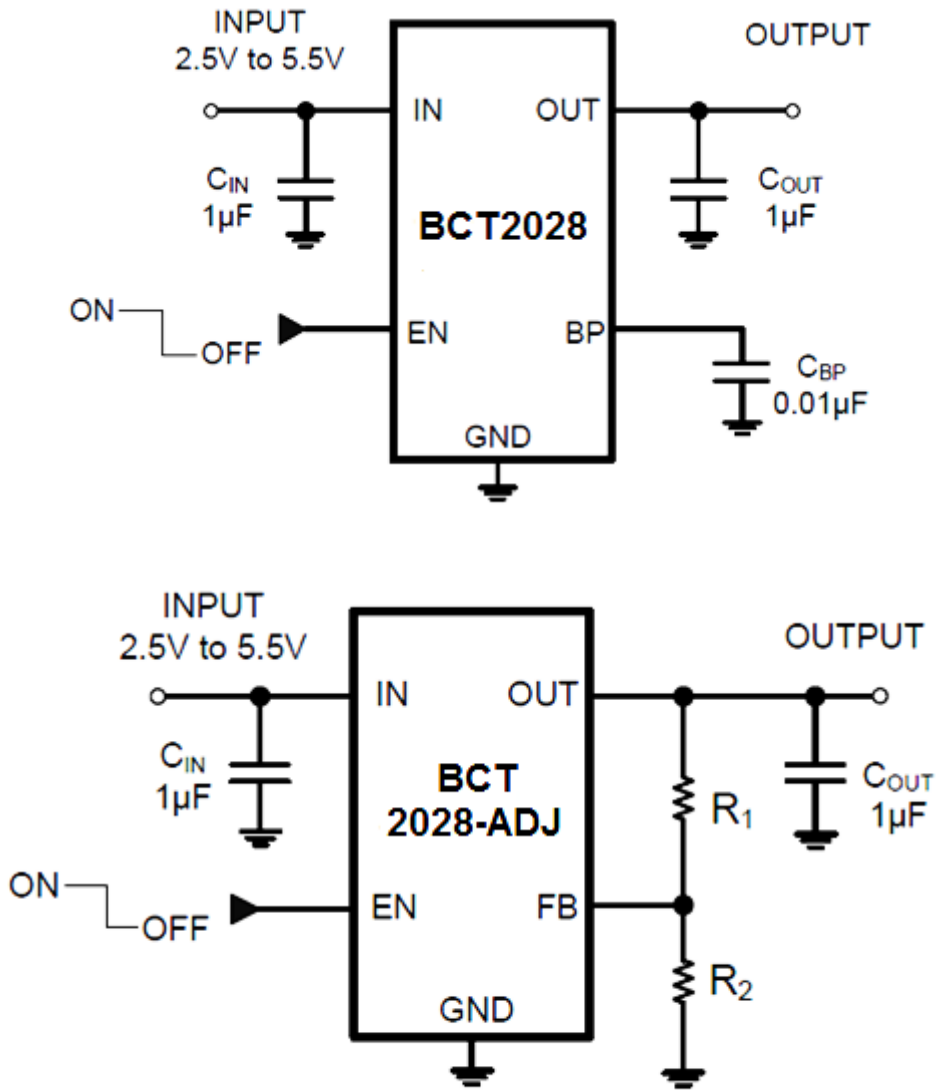 INPUT
2.5V to 5.5V
OUTPUT
IN
OUT
CIN
1µF
COUT
1µF
BCT2028
ON
OFF
EN
BP
CBP
0.01µF
GND
INPUT
2.5V to 5.5V
OUTPUT
IN
OUT
CIN
1µF
BCT
2028-ADJ
R1
COUT
1µF
ON
OFF
EN
FB
R2
GND